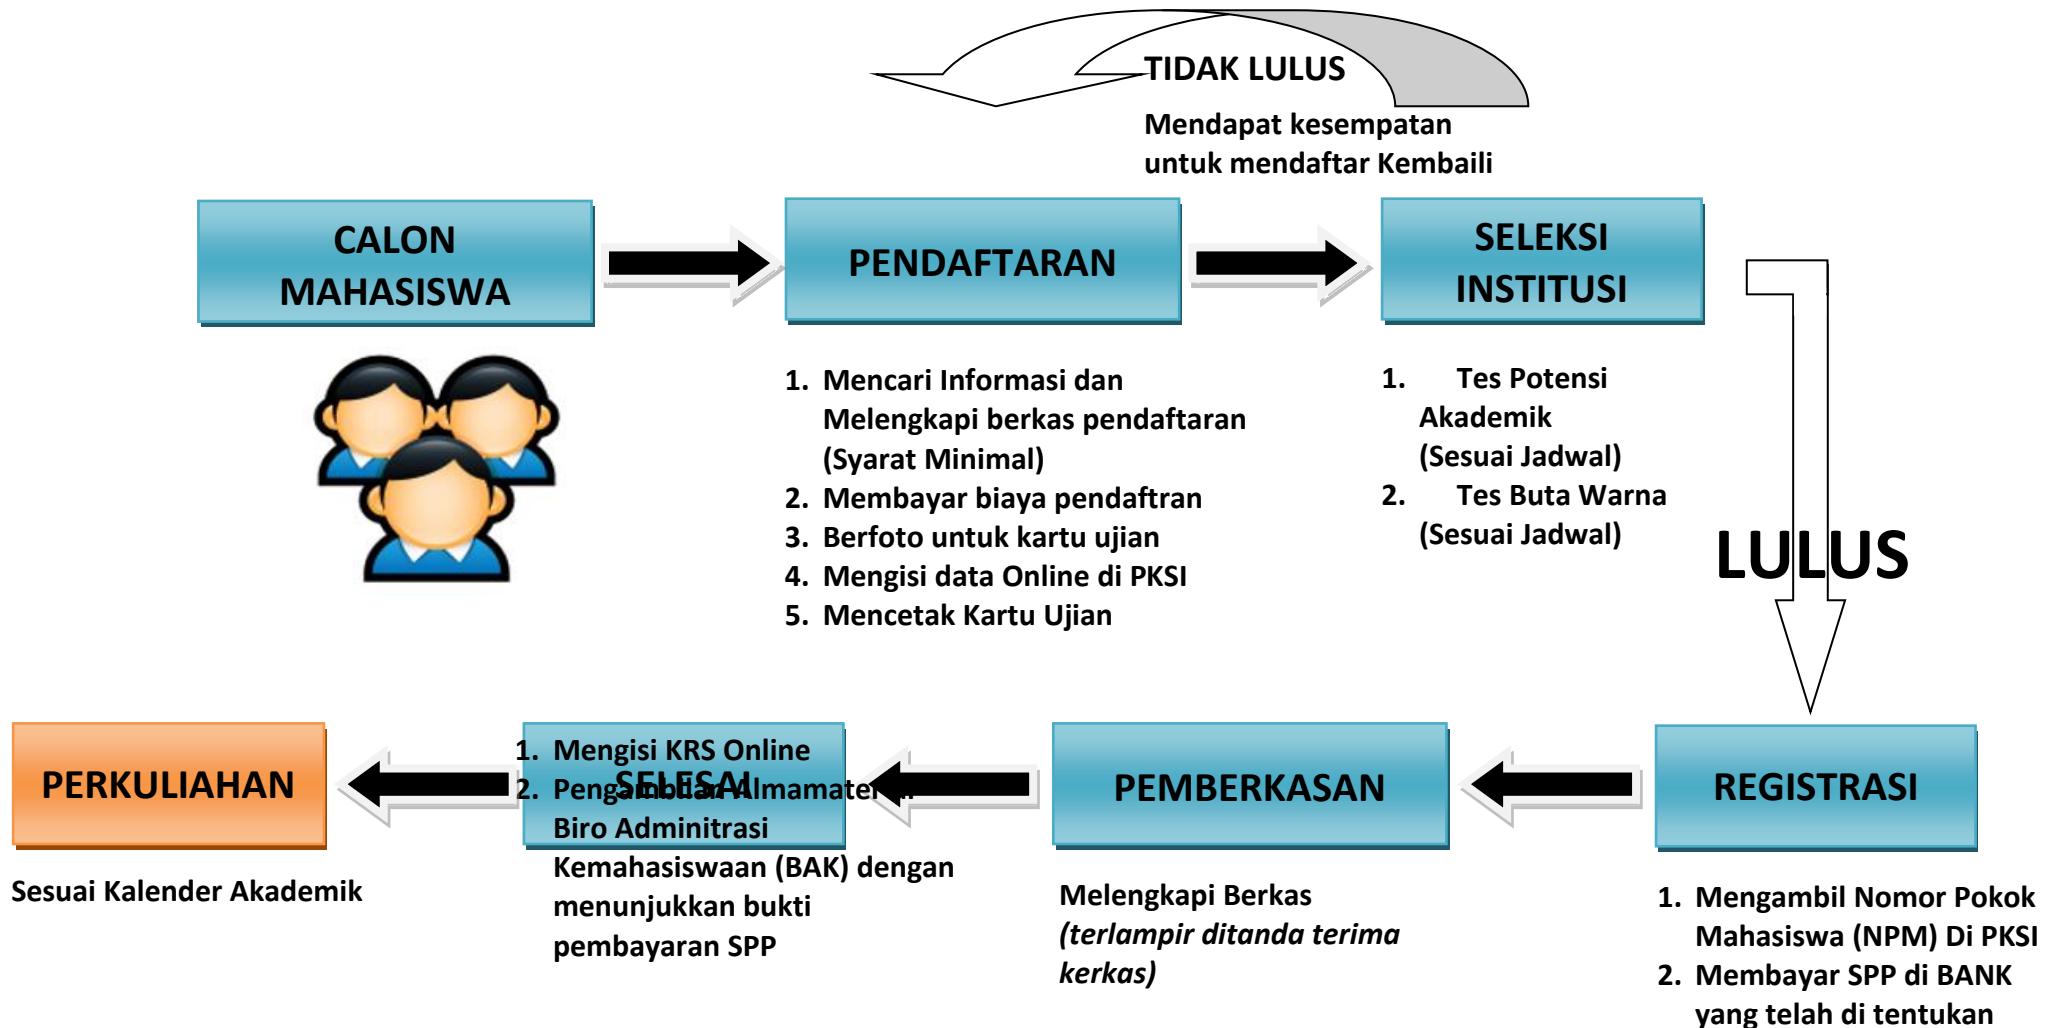 TIDAK LULUS
Mendapat kesempatan
untuk mendaftar Kembaili
CALON
MAHASISWA
PENDAFTARAN
SELEKSI
INSTITUSI
1. Mencari Informasi dan
Melengkapi berkas pendaftaran
(Syarat Minimal)
2. Membayar biaya pendaftran
3. Berfoto untuk kartu ujian
4. Mengisi data Online di PKSI
5. Mencetak Kartu Ujian
1. Tes Potensi
Akademik
(Sesuai Jadwal)
2. Tes Buta Warna
(Sesuai Jadwal)
LULUS
PERKULIAHAN
Sesuai Kalender Akademik
SELESAI
1. Mengisi KRS Online
2. Pengambilan Almamater di
Biro Adminitrasi
Kemahasiswaan (BAK) dengan
menunjukkan bukti
pembayaran SPP
PEMBERKASAN
Melengkapi Berkas
(terlampir ditanda terima
kerkas)
REGISTRASI
1. Mengambil Nomor Pokok
Mahasiswa (NPM) Di PKSI
2. Membayar SPP di BANK
yang telah di tentukan